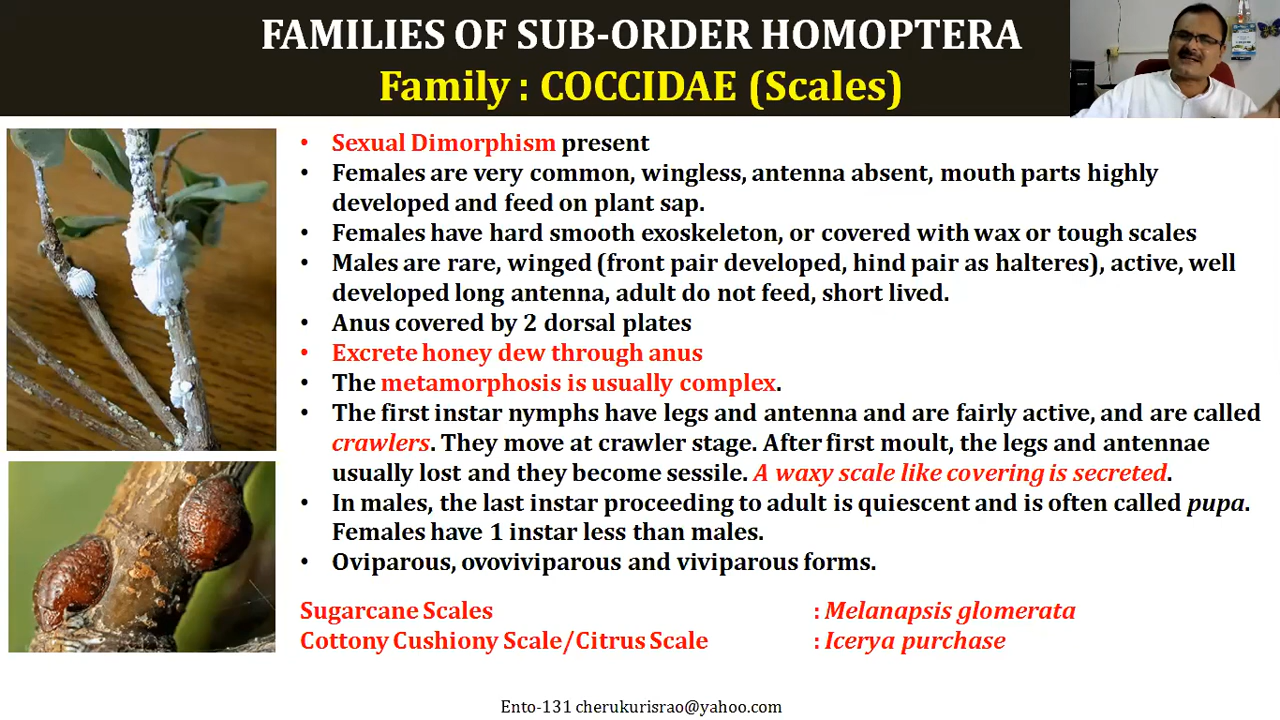 FAMILIES OF SUB-ORDER HOMOPTERA
Family : COCCIDAE (Scales)
• Sexual Dimorphism present
• Females are very common, wingless, antenna absent, mouth parts highly
developed and feed on plant sap.
• Females have hard smooth exoskeleton, or covered with wax or tough scales
• Males are rare, winged (front pair developed, hind pair as halteres), active, well
developed long antenna, adult do not feed, short lived.
• Anus covered by 2 dorsal plates
• Excrete honey dew through anus
• The metamorphosis is usually complex.
• The first instar nymphs have legs and antenna and are fairly active, and are called
crawlers. They move at crawler stage. After first moult, the legs and antennae
usually lost and they become sessile. A waxy scale like covering is secreted.
• In males, the last instar proceeding to adult is quiescent and is often called pupa.
Females have 1 instar less than males.
• Oviparous, ovoviviparous and viviparous forms.
Sugarcane Scales : Melanapsis glomerata
Cottony Cushiony Scale/Citrus Scale : Icerya purchase
Ento-131 cherukurisrao@yahoo.com